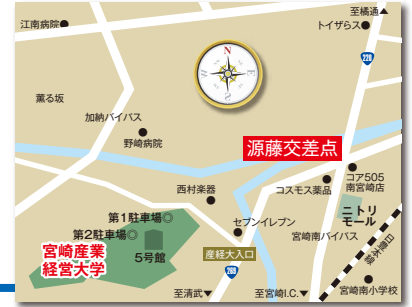 至橘通▲
江南病院●
トイザらス●
220
N
E
S
W
薫る坂
加納バイパス
野崎病院
源藤交差点
コア505
南宮崎店
コスモス薬品
西村楽器
ニトリ
モール
第1駐車場◎
第2駐車場◎
セブンイレブン
南宮崎バイパス
日豊本線
宮崎産業
経営大学
5号館
産経大入口
269
至清武▼
至宮崎I.C.▼
宮崎南小学校